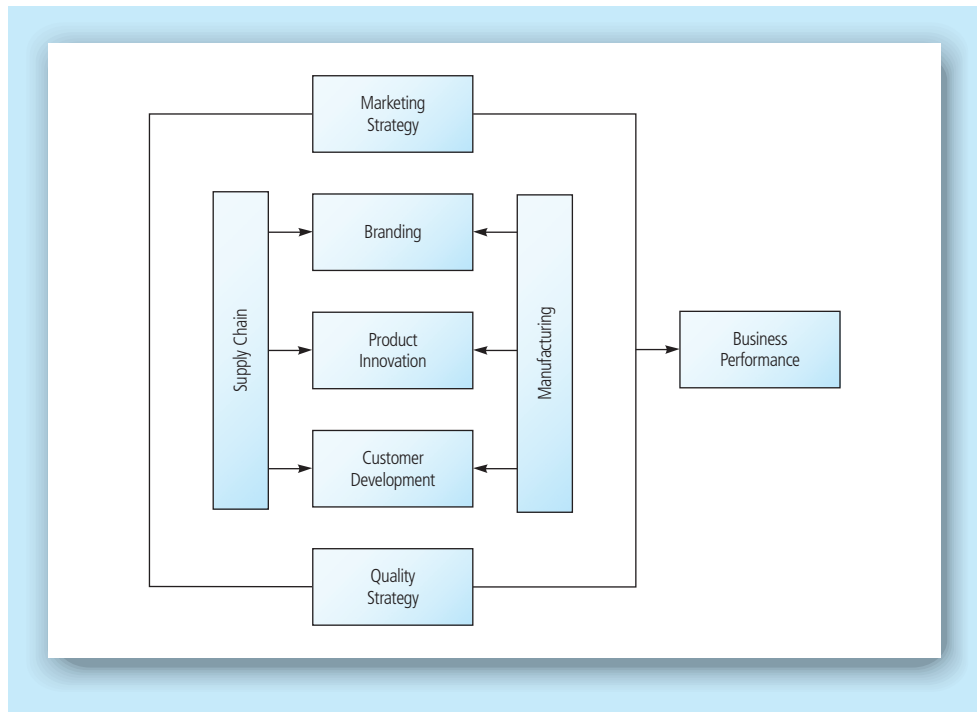 Marketing
Strategy
Supply Chain
Branding
Manufacturing
Product
Innovation
Business
Performance
Customer
Development
Quality
Strategy